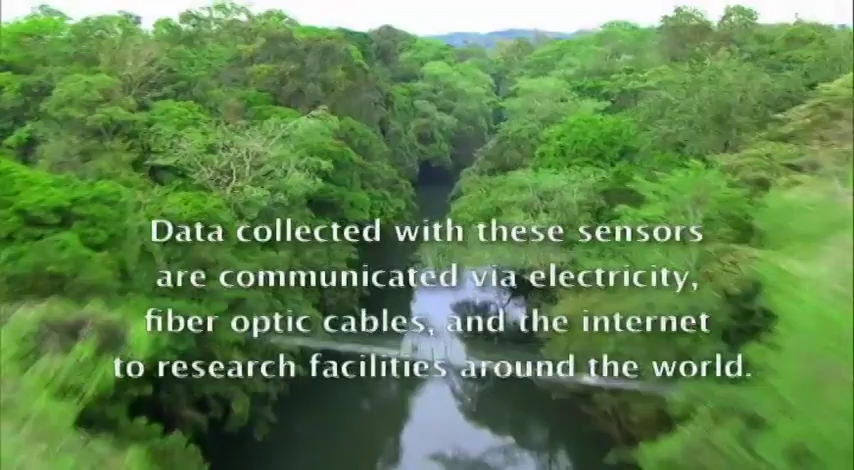 Data collected with these sensors
are communicated via electricity,
fiber optic cables, and the internet
to research facilities around the world.